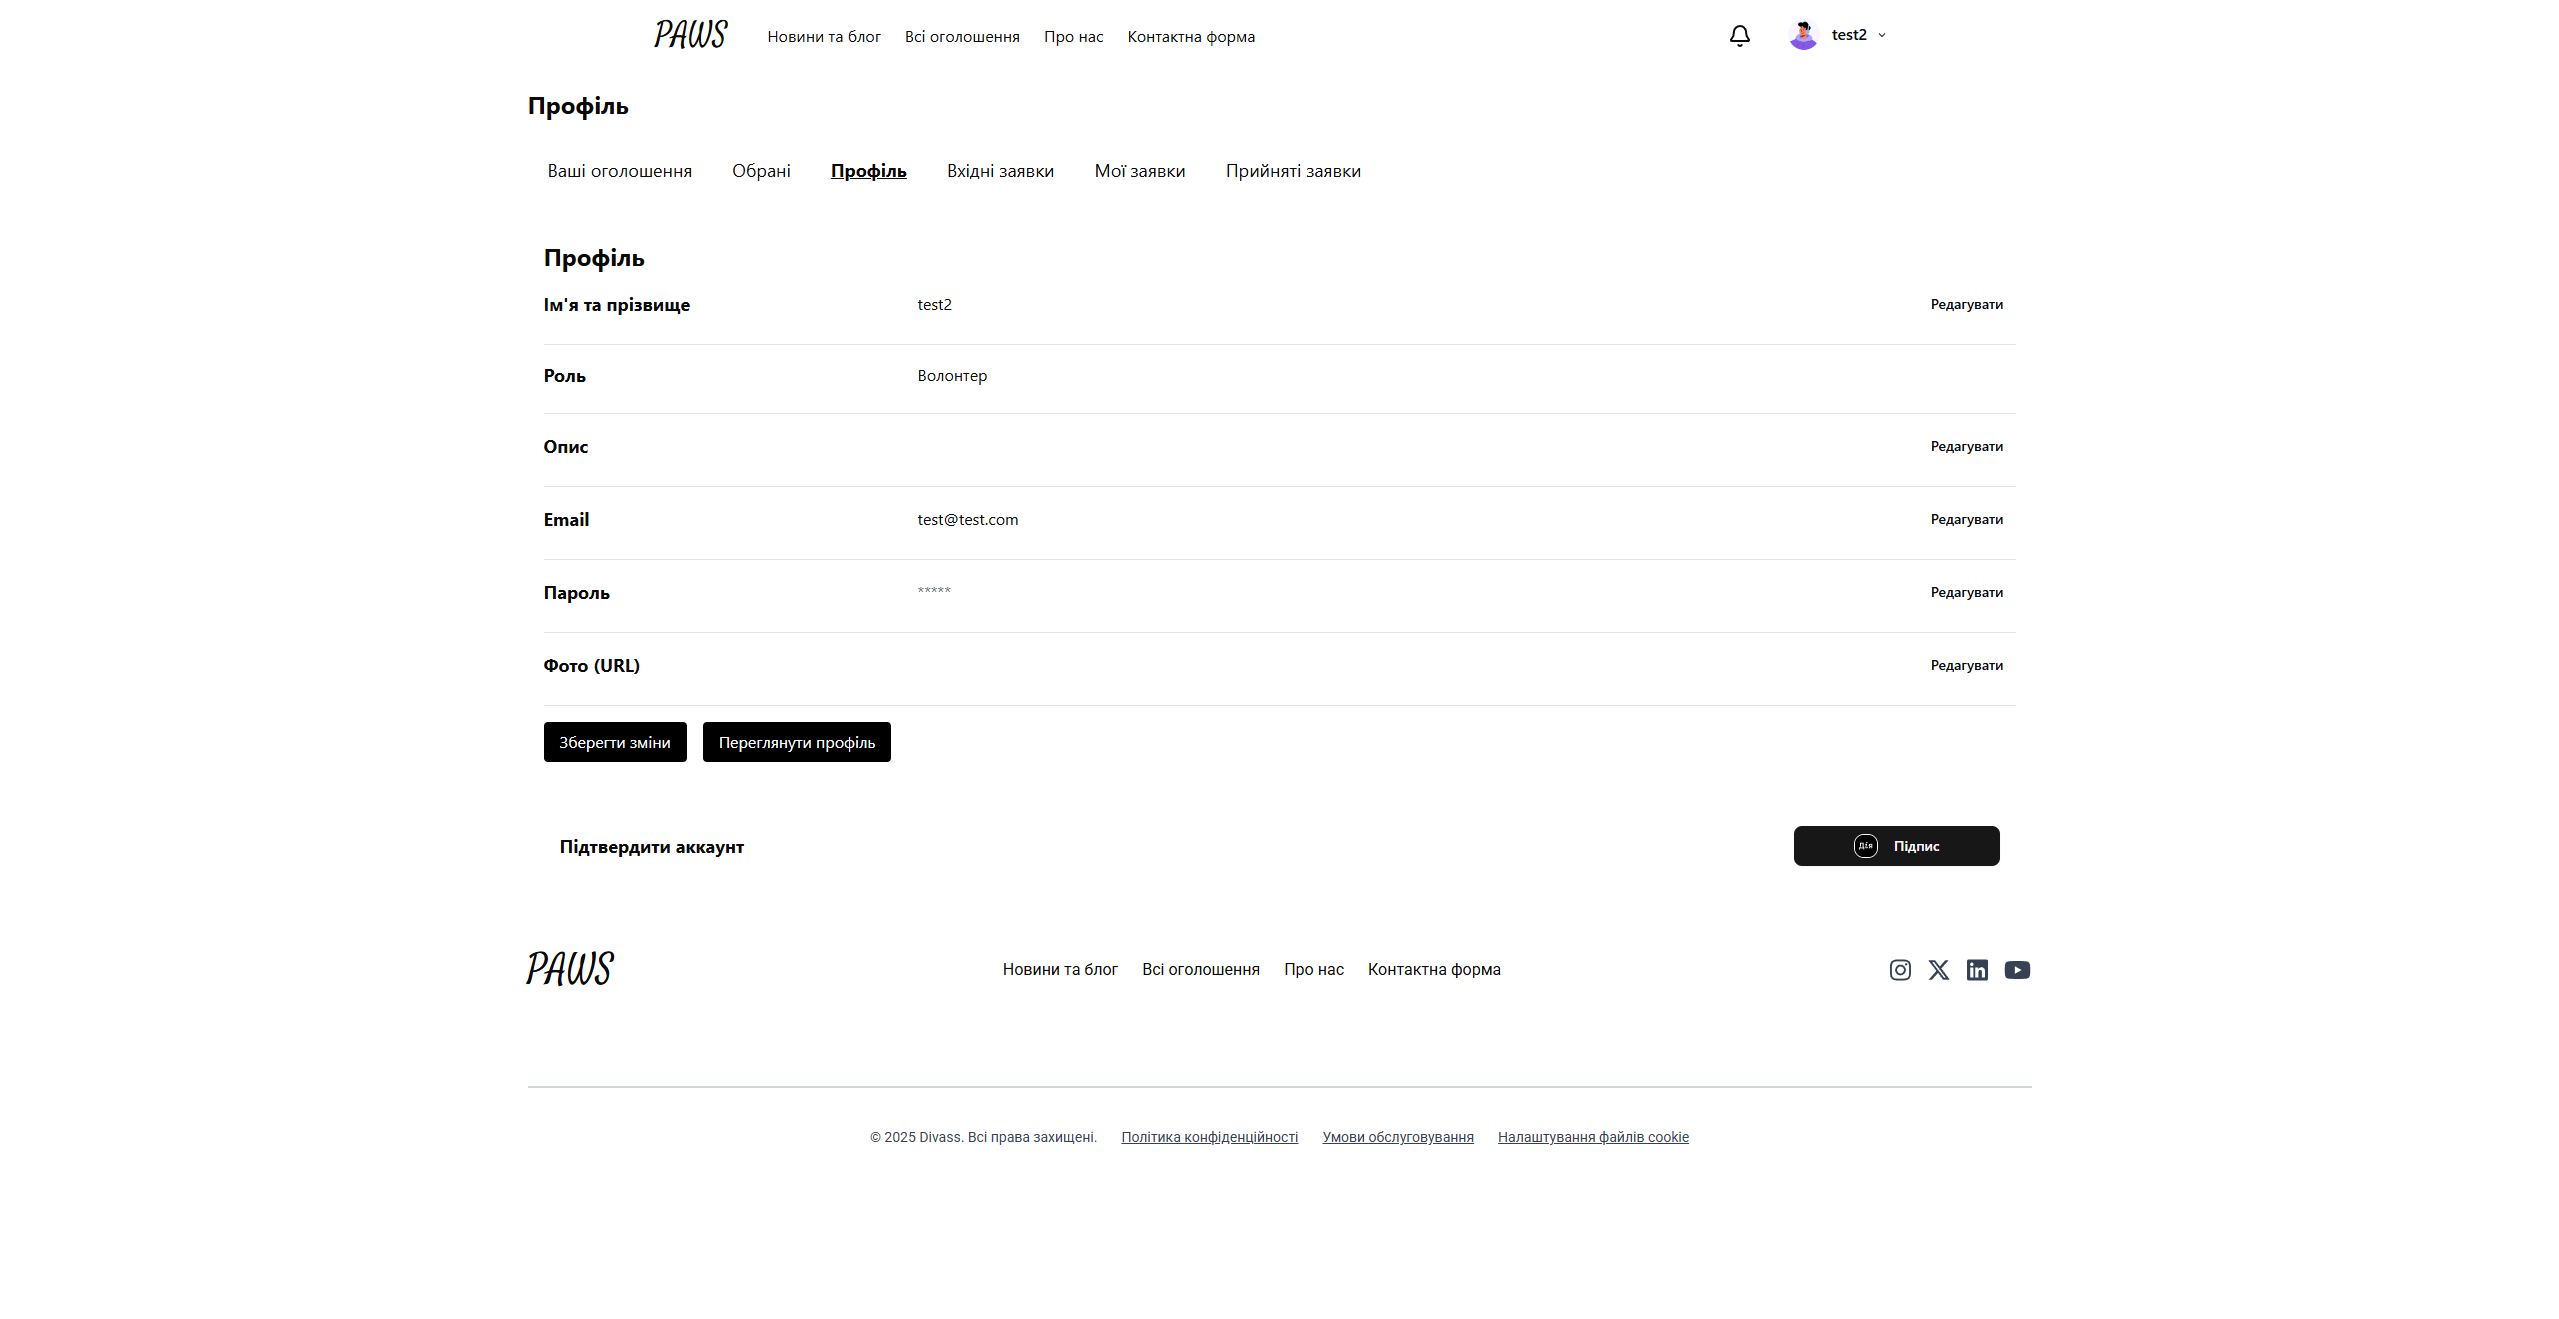 PAWS Новини та блог Всі оголошення Про нас Контактна форма test2
Профіль
Ваші оголошення Обрані Профіль Вхідні заявки Мої заявки Прийняті заявки
Профіль
Ім'я та прізвище test2 Редагувати
Роль Волонтер
Опис Редагувати
Email test@test.com Редагувати
Пароль ***** Редагувати
Фото (URL) Редагувати
Зберегти зміни Переглянути профіль
Підтвердити аккаунт Дія Підпис
PAWS Новини та блог Всі оголошення Про нас Контактна форма
© 2025 Divass. Всі права захищені. Політика конфіденційності Умови обслуговування Налаштування файлів cookie